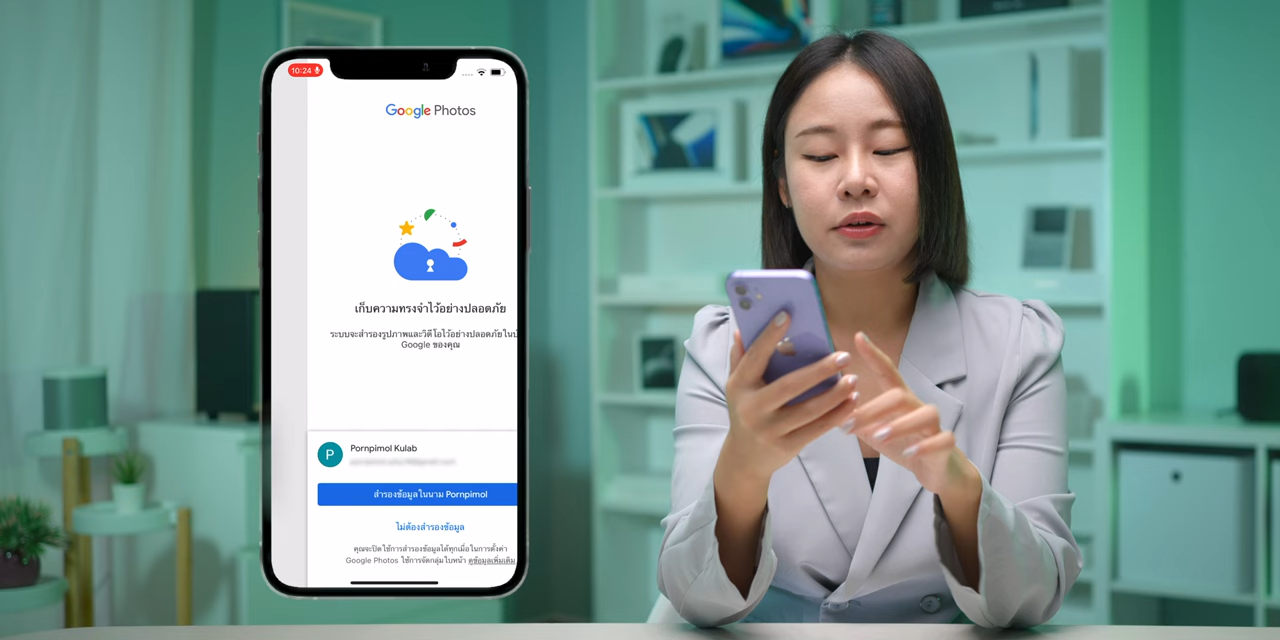 10:24
Google Photos
เก็บความทรงจำไว้อย่างปลอดภัย
ระบบจะสำรองรูปภาพและวิดีโอไว้อย่างปลอดภัยใน
Google ของคุณ
P
Pornpimol Kulab
สำรองข้อมูลในนาม Pornpimol
ไม่ต้องสำรองข้อมูล
คุณจะปิดใช้การสำรองข้อมูลได้ทุกเมื่อในการตั้งค่า
Google Photos ใช้การจัดกลุ่มใบหน้า ดูข้อมูลเพิ่มเติม